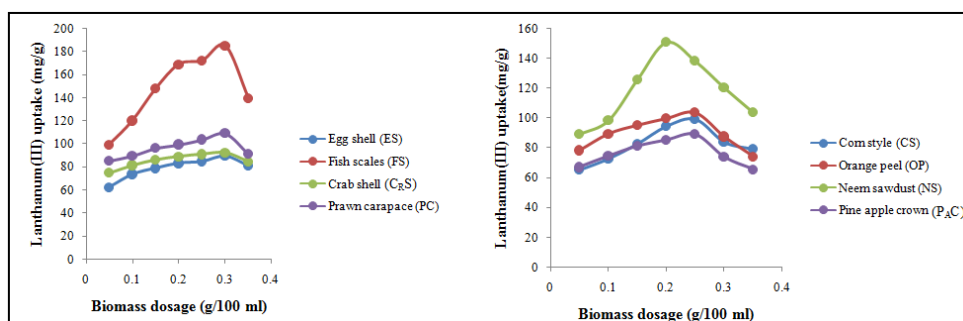 Lanthanum(III) uptake (mg/g)
200
180
160
140
120
100
80
60
40
20
0
0 0.1 0.2 0.3 0.4
Biomass dosage (g/100 ml)
Egg shell (ES)
Fish scales (FS)
Crab shell (CRS)
Prawn carapace (PC)
Lanthanum(III) uptake(mg/g)
160
140
120
100
80
60
40
20
0
0 0.1 0.2 0.3 0.4
Biomass dosage (g/100 ml)
Corn style (CS)
Orange peel (OP)
Neem sawdust (NS)
Pine apple crown (PAC)